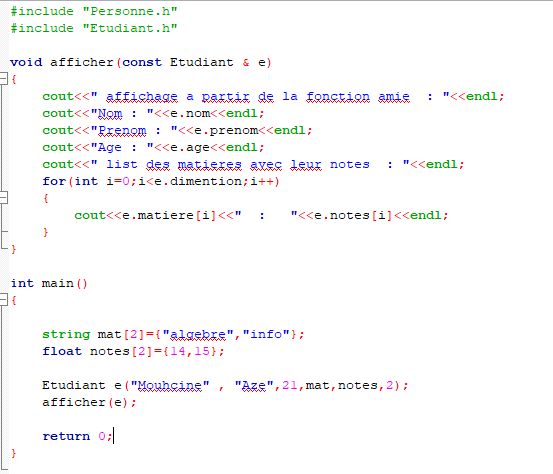 #include "Personne.h"
#include "Etudiant.h"
void afficher(const Etudiant & e)
{
cout<<" affichage a partir de la fonction amie  : "<<endl;
cout<<"Nom : "<<e.nom<<endl;
cout<<"Prenom : "<<e.prenom<<endl;
cout<<"Age : "<<e.age<<endl;
cout<<" list des matieres avec leur notes  : "<<endl;
for(int i=0;i<e.dimention;i++)
{
cout<<e.matiere[i]<<"  :   "<<e.notes[i]<<endl;
}
}
int main()
{
string mat[2]={"algebre","info"};
float notes[2]={14,15};
Etudiant e("Mouhcine" , "Aze",21,mat,notes,2);
afficher(e);
return 0;
}